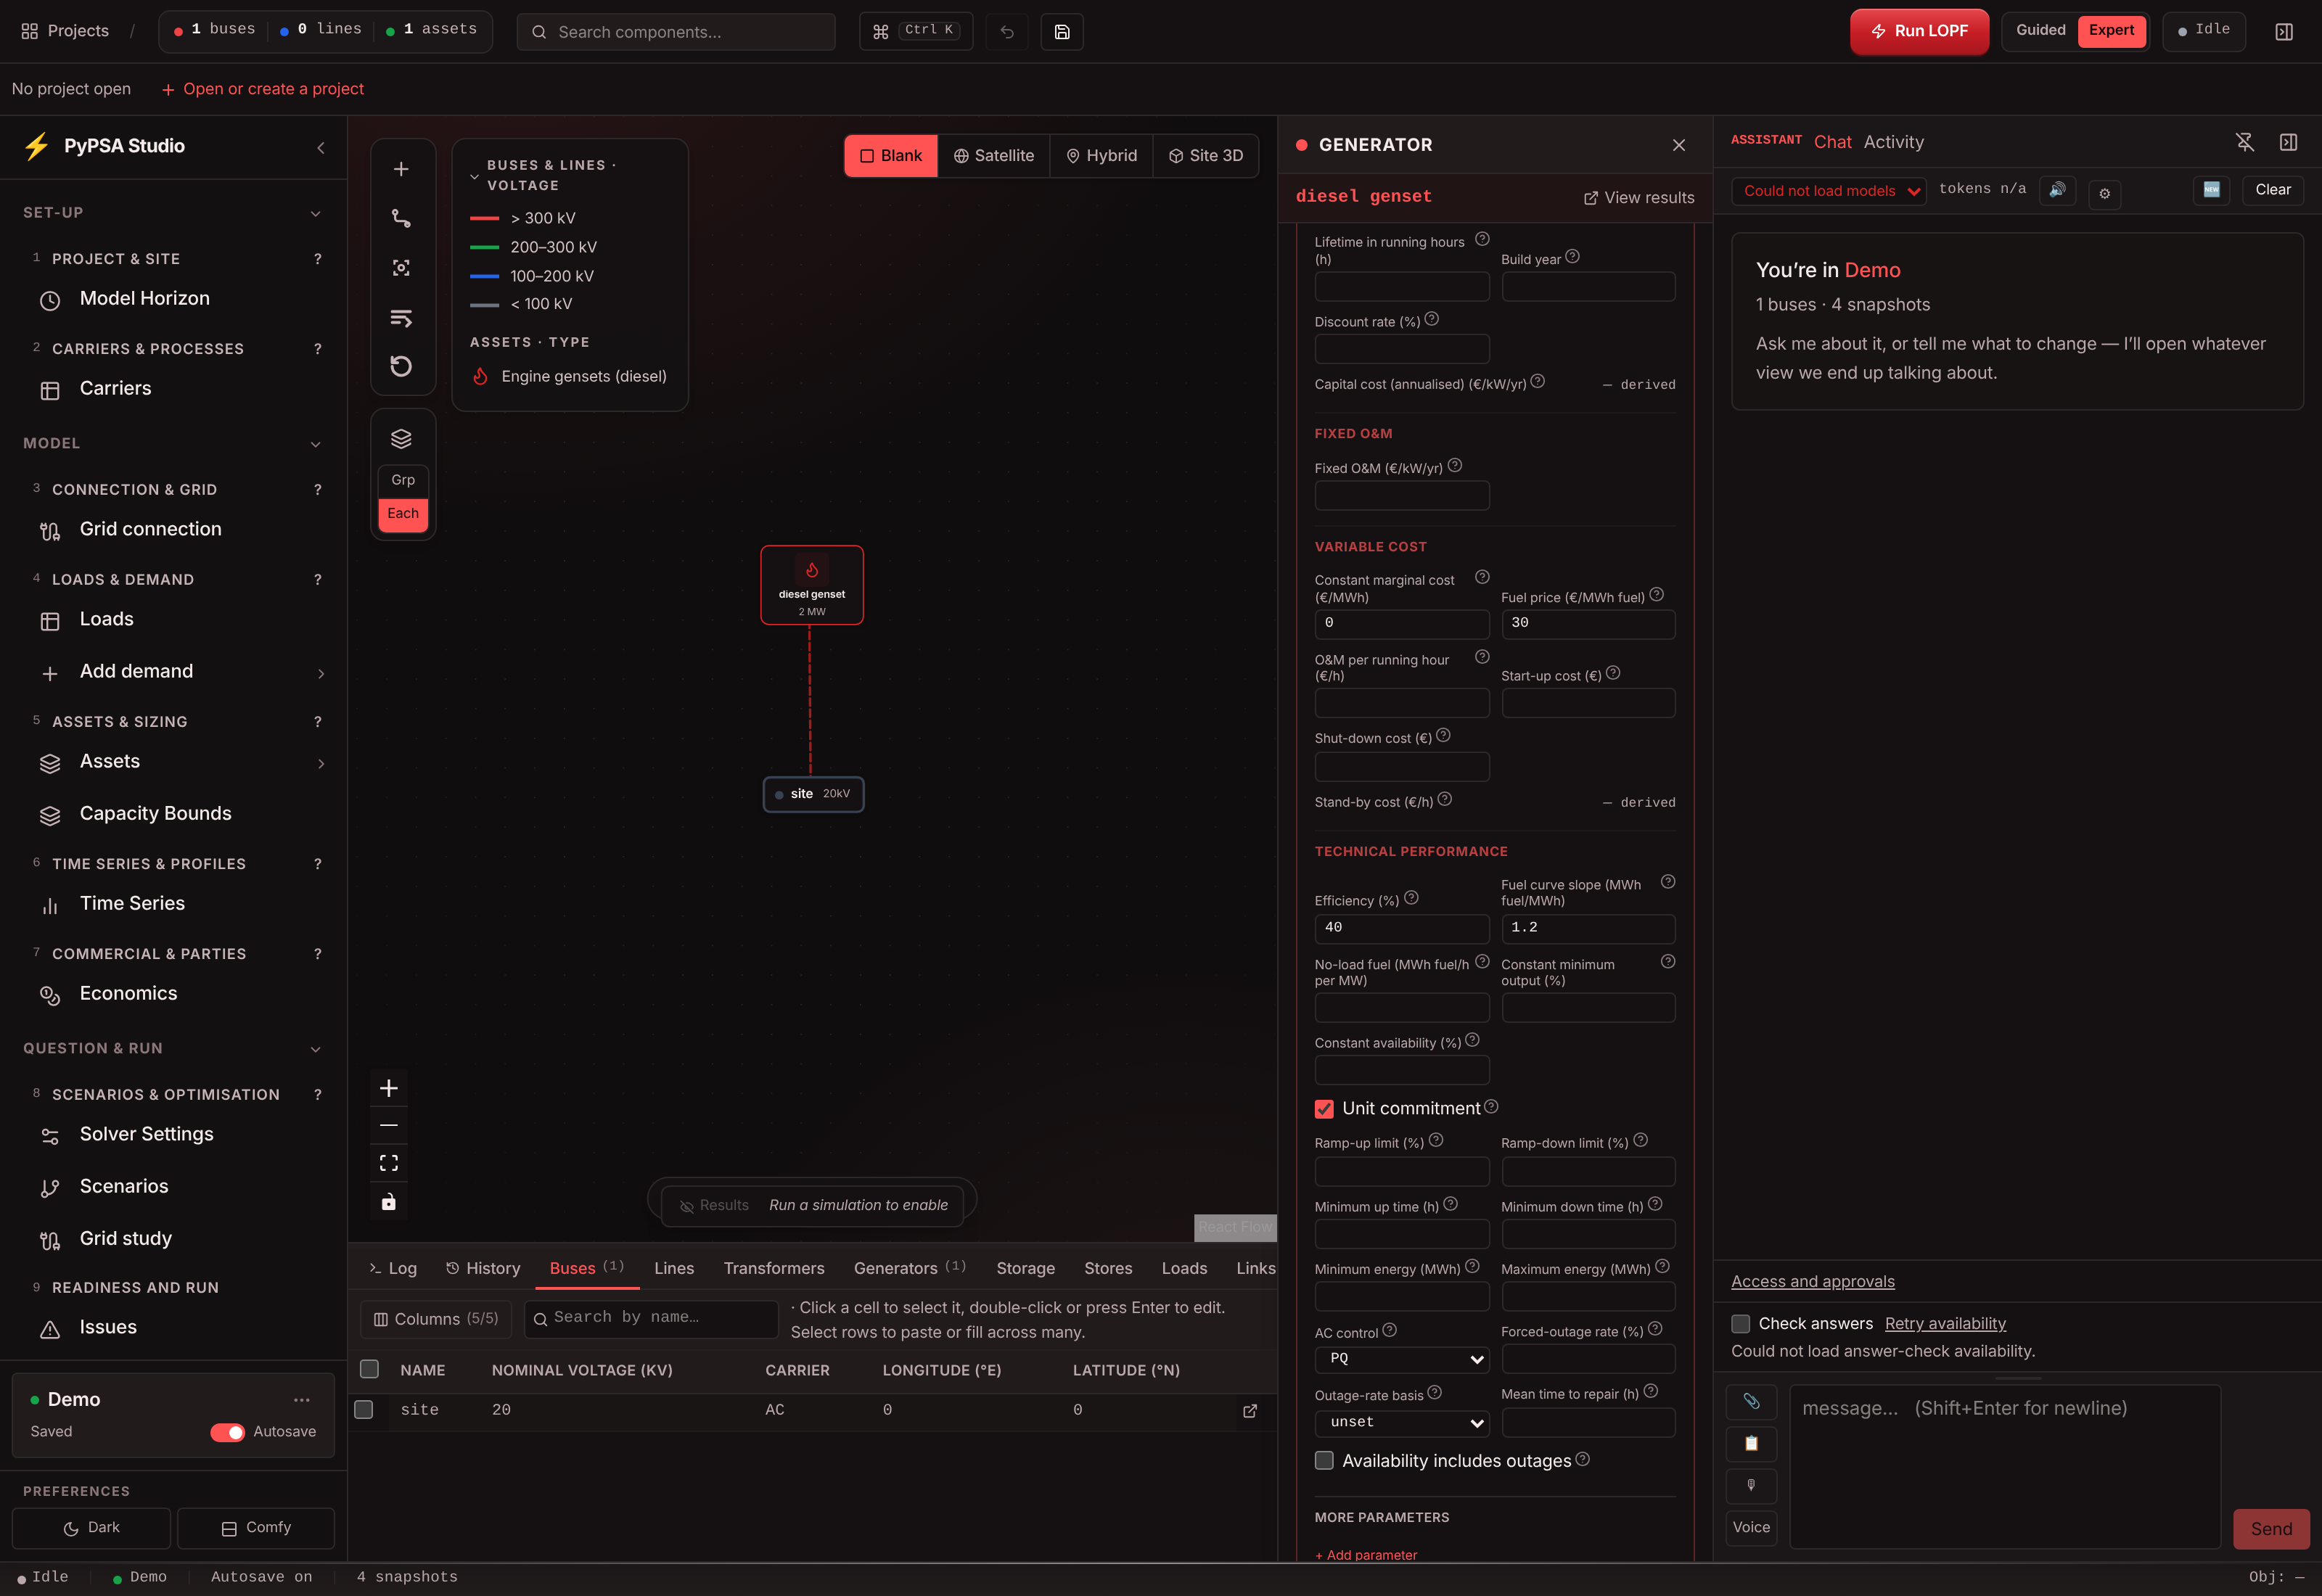 Projects / 1 buses 0 lines 1 assets Search components... Ctrl K Run LOPF Guided Expert Idle
No project open + Open or create a project
PyPSA Studio
SET-UP
1 PROJECT & SITE ?
Model Horizon
2 CARRIERS & PROCESSES ?
Carriers
MODEL
3 CONNECTION & GRID ?
Grid connection
4 LOADS & DEMAND ?
Loads
Add demand
5 ASSETS & SIZING ?
Assets
Capacity Bounds
6 TIME SERIES & PROFILES ?
Time Series
7 COMMERCIAL & PARTIES ?
Economics
QUESTION & RUN
8 SCENARIOS & OPTIMISATION ?
Solver Settings
Scenarios
Grid study
9 READINESS AND RUN
Issues
Demo ...
Saved Autosave
PREFERENCES
Dark Comfy
BUSES & LINES ·
VOLTAGE
> 300 kV
200–300 kV
100–200 kV
< 100 kV
ASSETS · TYPE
Engine gensets (diesel)
Grp
Each
Blank Satellite Hybrid Site 3D
diesel genset
2 MW
site 20kV
Results Run a simulation to enable
React Flow
Log History Buses (1) Lines Transformers Generators (1) Storage Stores Loads Links
Columns (5/5) Search by name… · Click a cell to select it, double-click or press Enter to edit.
Select rows to paste or fill across many.
NAME NOMINAL VOLTAGE (KV) CARRIER LONGITUDE (°E) LATITUDE (°N)
site 20 AC 0 0
GENERATOR
diesel genset View results
Lifetime in running hours
(h) Build year
Discount rate (%)
Capital cost (annualised) (€/kW/yr) — derived
FIXED O&M
Fixed O&M (€/kW/yr)
VARIABLE COST
Constant marginal cost
(€/MWh) Fuel price (€/MWh fuel)
0 30
O&M per running hour
(€/h) Start-up cost (€)
Shut-down cost (€)
Stand-by cost (€/h) — derived
TECHNICAL PERFORMANCE
Efficiency (%) Fuel curve slope (MWh
fuel/MWh)
40 1.2
No-load fuel (MWh fuel/h
per MW) Constant minimum
output (%)
Constant availability (%)
Unit commitment
Ramp-up limit (%) Ramp-down limit (%)
Minimum up time (h) Minimum down time (h)
Minimum energy (MWh) Maximum energy (MWh)
AC control Forced-outage rate (%)
PQ
Outage-rate basis Mean time to repair (h)
unset
Availability includes outages
MORE PARAMETERS
+ Add parameter
ASSISTANT Chat Activity
Could not load models tokens n/a NEW Clear
You’re in Demo
1 buses · 4 snapshots
Ask me about it, or tell me what to change — I’ll open whatever
view we end up talking about.
Access and approvals
Check answers Retry availability
Could not load answer-check availability.
message... (Shift+Enter for newline)
Voice
Send
Idle Demo Autosave on 4 snapshots Obj: —